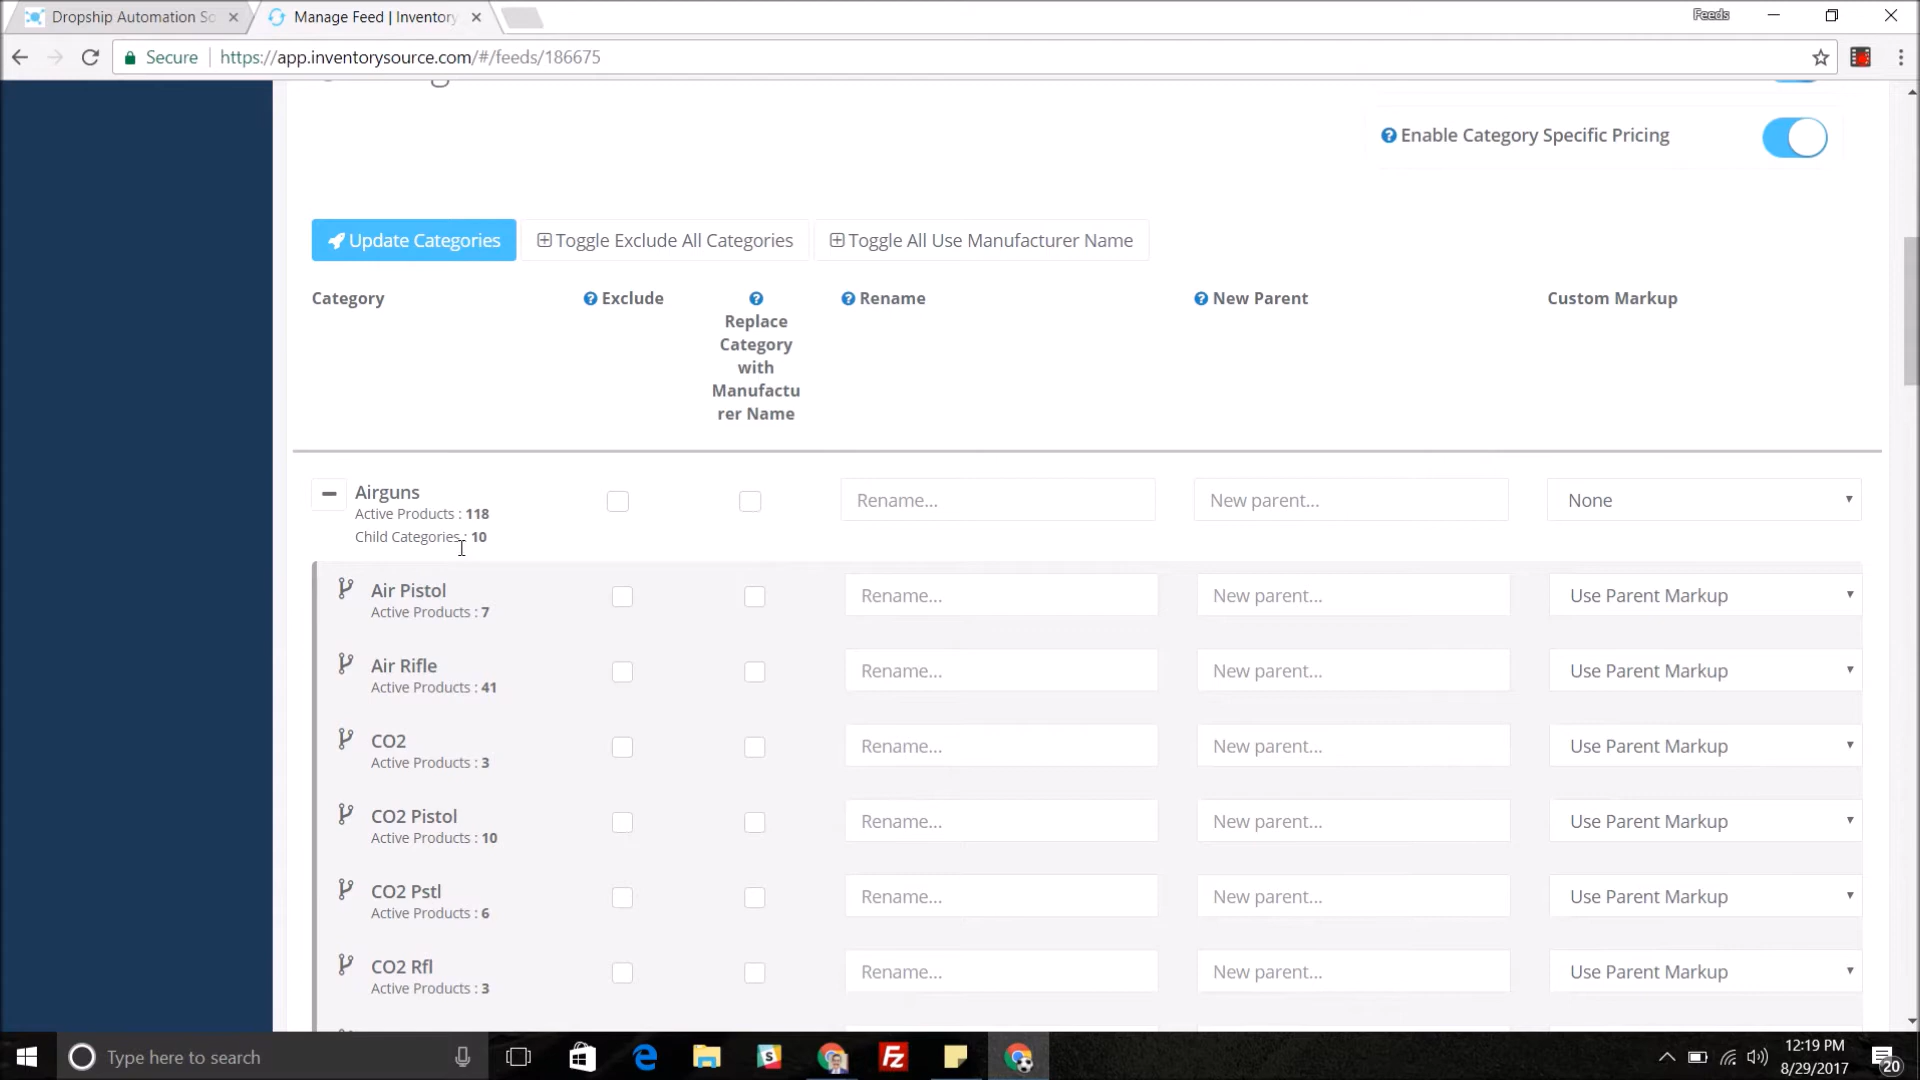 Dropship Automation So
Manage Feed | Inventory
Feeds
Secure
https://app.inventorysource.com/#/feeds/186675
Enable Category Specific Pricing
Update Categories
Toggle Exclude All Categories
Toggle All Use Manufacturer Name
Category
Exclude
Replace
Category
with
Manufactu
rer Name
Rename
New Parent
Custom Markup
Airguns
Active Products : 118
Child Categories : 10
Rename...
New parent...
None
Air Pistol
Active Products : 7
Rename...
New parent...
Use Parent Markup
Air Rifle
Active Products : 41
Rename...
New parent...
Use Parent Markup
CO2
Active Products : 3
Rename...
New parent...
Use Parent Markup
CO2 Pistol
Active Products : 10
Rename...
New parent...
Use Parent Markup
CO2 Pstl
Active Products : 6
Rename...
New parent...
Use Parent Markup
CO2 Rfl
Active Products : 3
Rename...
New parent...
Use Parent Markup
Type here to search
12:19 PM
8/29/2017
20